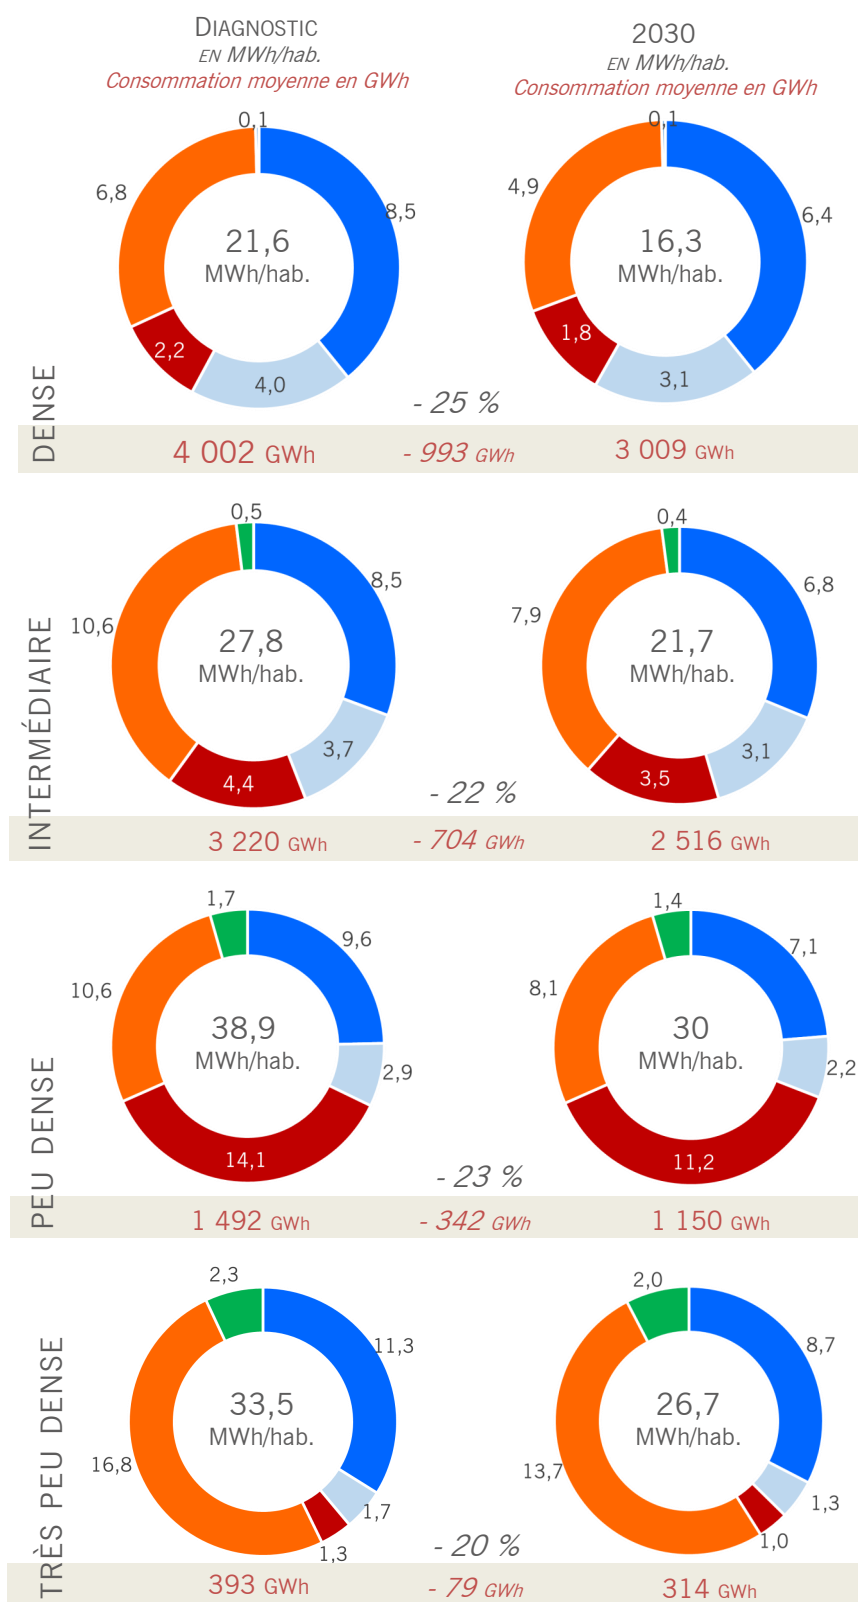 DIAGNOSTIC
EN MWh/hab.
Consommation moyenne en GWh
2030
EN MWh/hab.
Consommation moyenne en GWh
DENSE
0,1
6,8
8,5
21,6
MWh/hab.
2,2
4,0
0,1
4,9
6,4
16,3
MWh/hab.
1,8
3,1
- 25 %
4 002 GWh
- 993 GWh
3 009 GWh
INTERMÉDIAIRE
0,5
8,5
10,6
27,8
MWh/hab.
3,7
4,4
0,4
6,8
7,9
21,7
MWh/hab.
3,1
3,5
- 22 %
3 220 GWh
- 704 GWh
2 516 GWh
PEU DENSE
1,7
9,6
10,6
38,9
MWh/hab.
2,9
14,1
1,4
7,1
8,1
30
MWh/hab.
2,2
11,2
- 23 %
1 492 GWh
- 342 GWh
1 150 GWh
TRÈS PEU DENSE
2,3
11,3
33,5
MWh/hab.
16,8
1,7
1,3
2,0
8,7
26,7
MWh/hab.
13,7
1,3
1,0
- 20 %
393 GWh
- 79 GWh
314 GWh